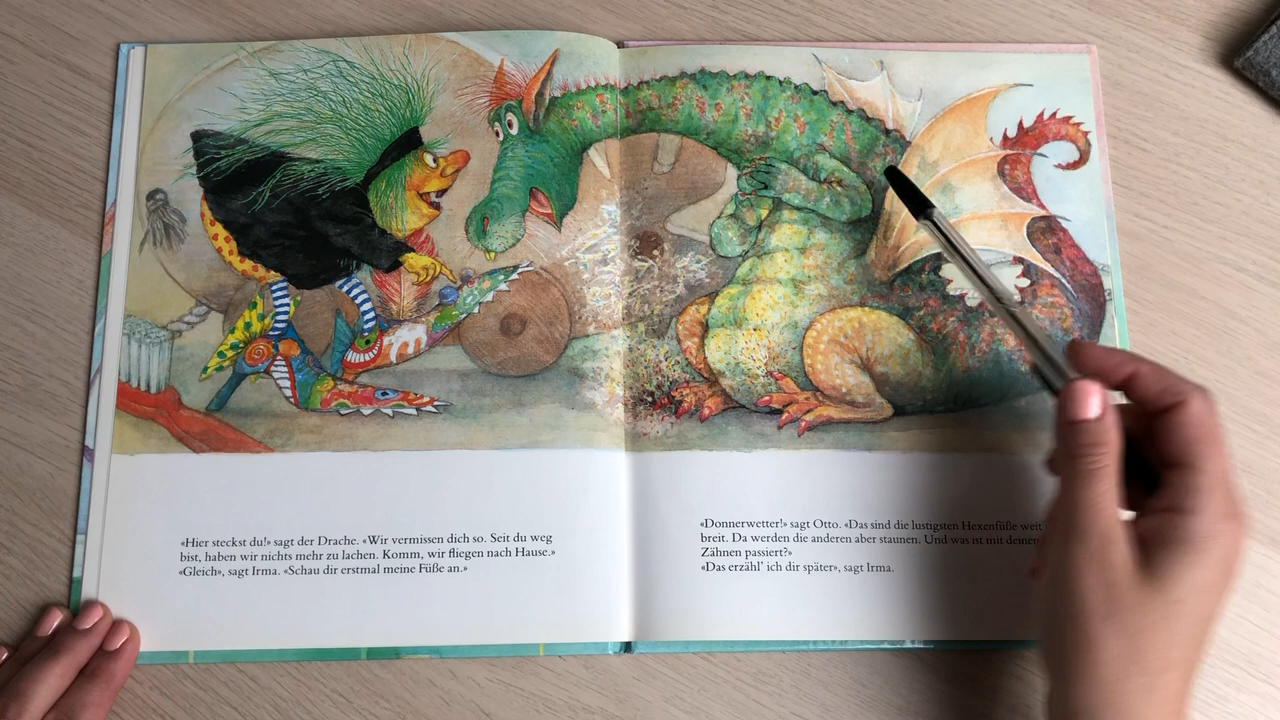 «Hier steckst du!» sagt der Drache. «Wir vermissen dich so. Seit du weg
bist, haben wir nichts mehr zu lachen. Komm, wir fliegen nach Hause.»
«Gleich», sagt Irma. «Schau dir erstmal meine Füße an.»
«Donnerwetter!» sagt Otto. «Das sind die lustigsten Hexenfüße weit
breit. Da werden die anderen aber staunen. Und was ist mit deinen
Zähnen passiert?»
«Das erzähl' ich dir später», sagt Irma.